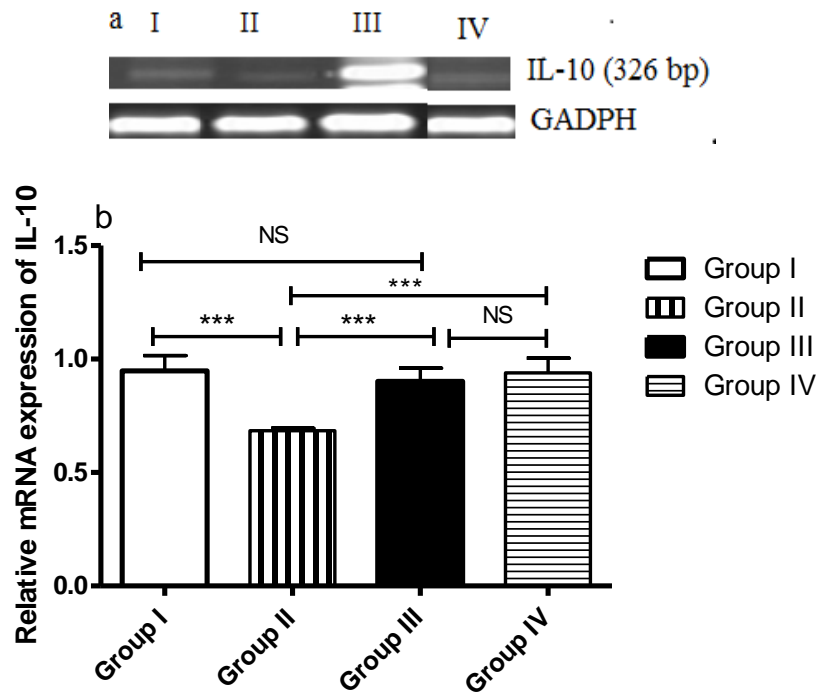 a I II III IV
IL-10 (326 bp)
GADPH
b
Relative mRNA expression of IL-10
1.5
1.0
0.5
0.0
NS
***
NS
***
***
Group I
Group II
Group III
Group IV
Group I
Group II
Group III
Group IV